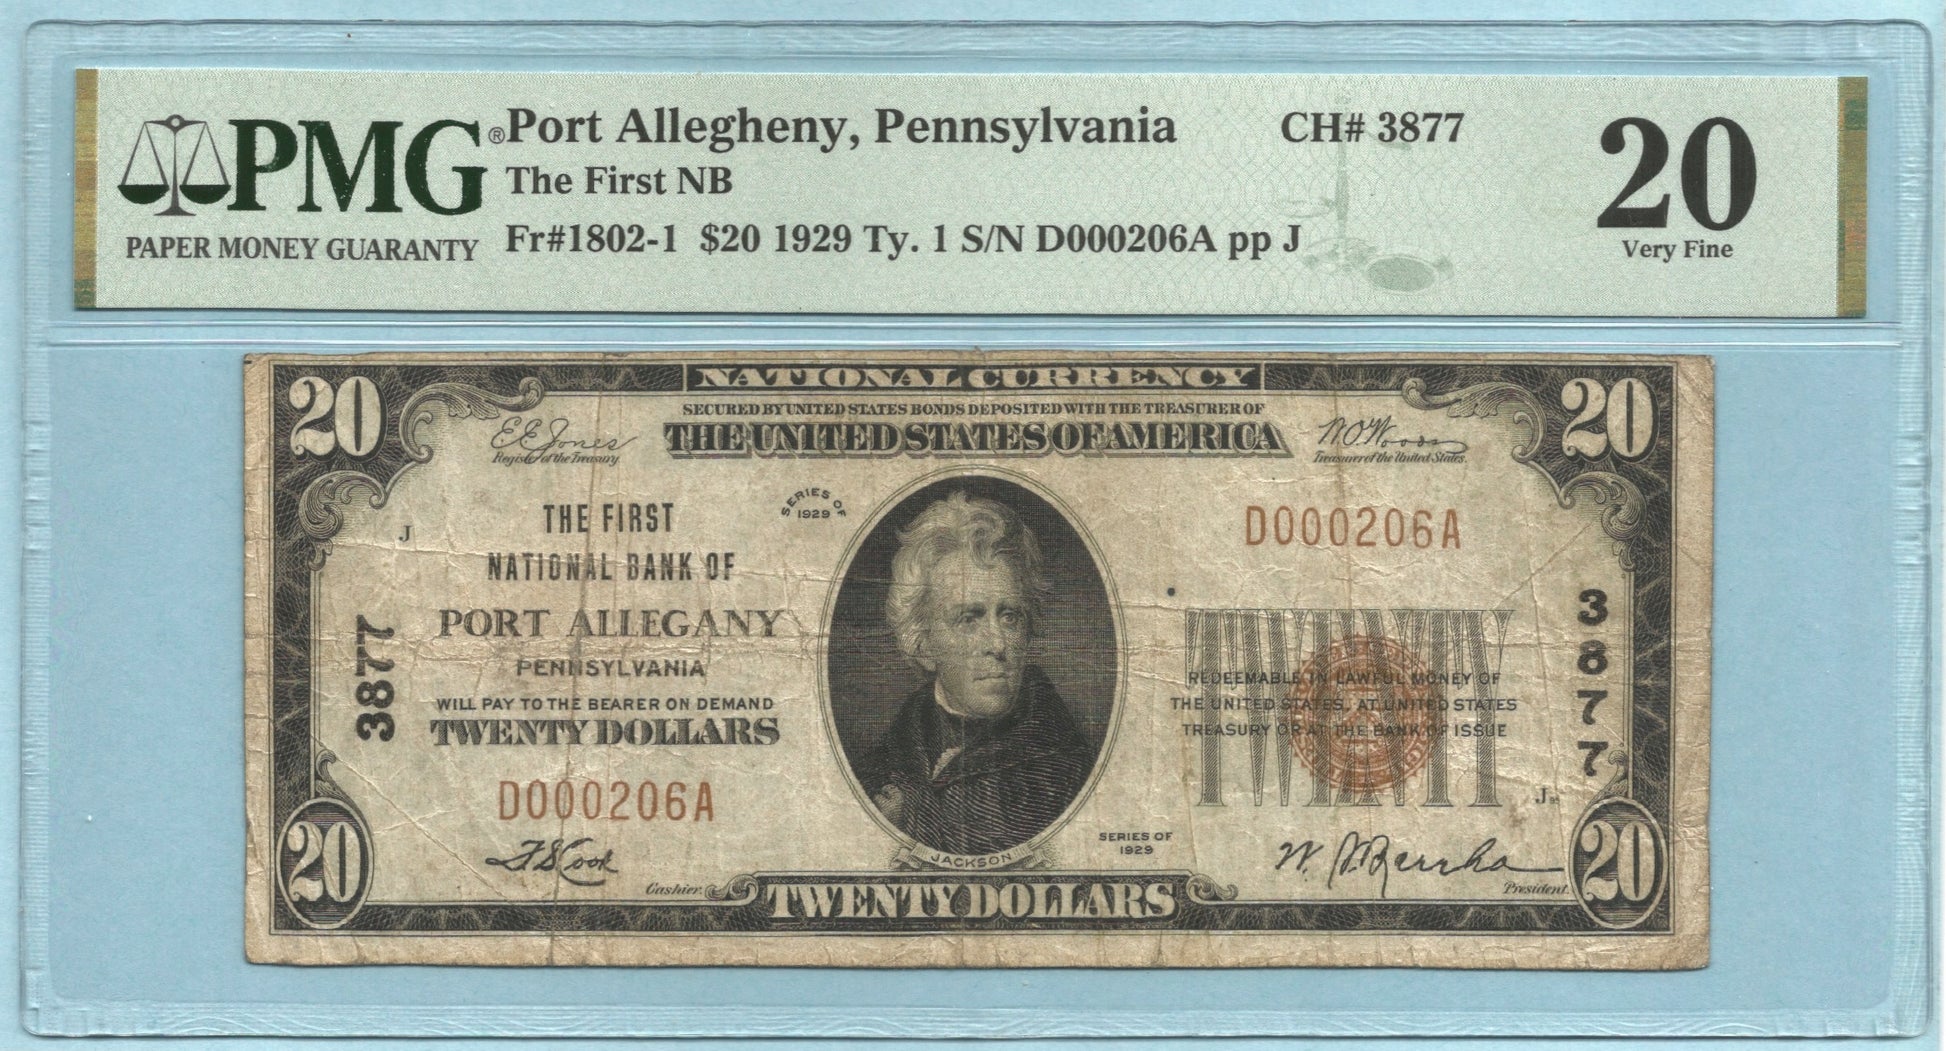 PMG®
PAPER MONEY GUARANTY
Port Allegheny, Pennsylvania CH# 3877
The First NB
Fr#1802-1 $20 1929 Ty. 1 S/N D000206A pp J
20
Very Fine
NATIONAL CURRENCY
SECURED BY UNITED STATES BONDS DEPOSITED WITH THE TREASURER OF
THE UNITED STATES OF AMERICA
20
20
E E Jones
Register of the Treasury.
W O Woods
Treasurer of the United States.
SERIES OF
1929
J
THE FIRST
NATIONAL BANK OF
PORT ALLEGANY
PENNSYLVANIA
WILL PAY TO THE BEARER ON DEMAND
TWENTY DOLLARS
3877
D000206A
D000206A
3877
TWENTY
REDEEMABLE IN LAWFUL MONEY OF
THE UNITED STATES, AT UNITED STATES
TREASURY OR AT THE BANK OF ISSUE
J
SERIES OF
1929
JACKSON
Cook
Cashier.
President.
20
TWENTY DOLLARS
20